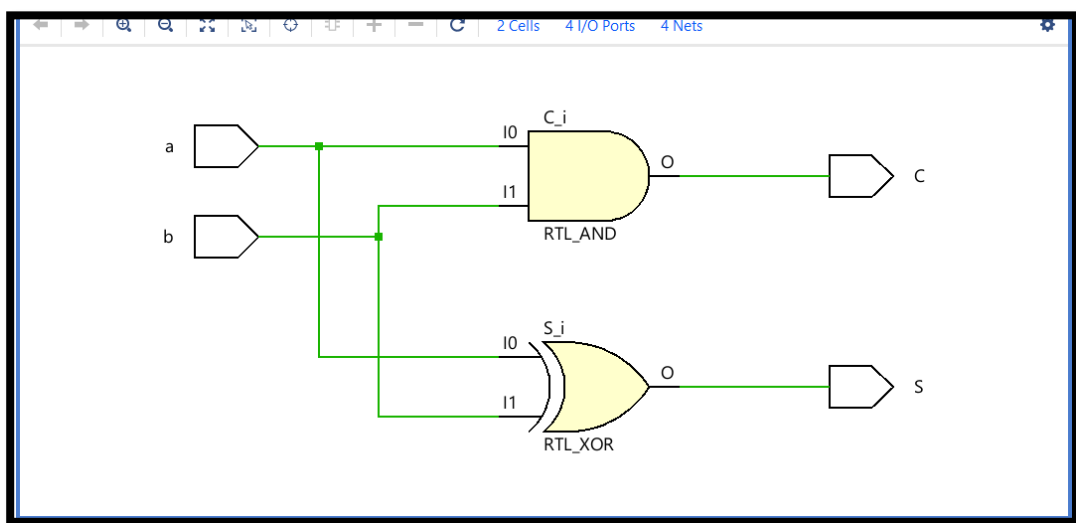 2 Cells 4 I/O Ports 4 Nets
C_i
a I0 O C
I1
b RTL_AND
S_i
I0 O S
I1
RTL_XOR